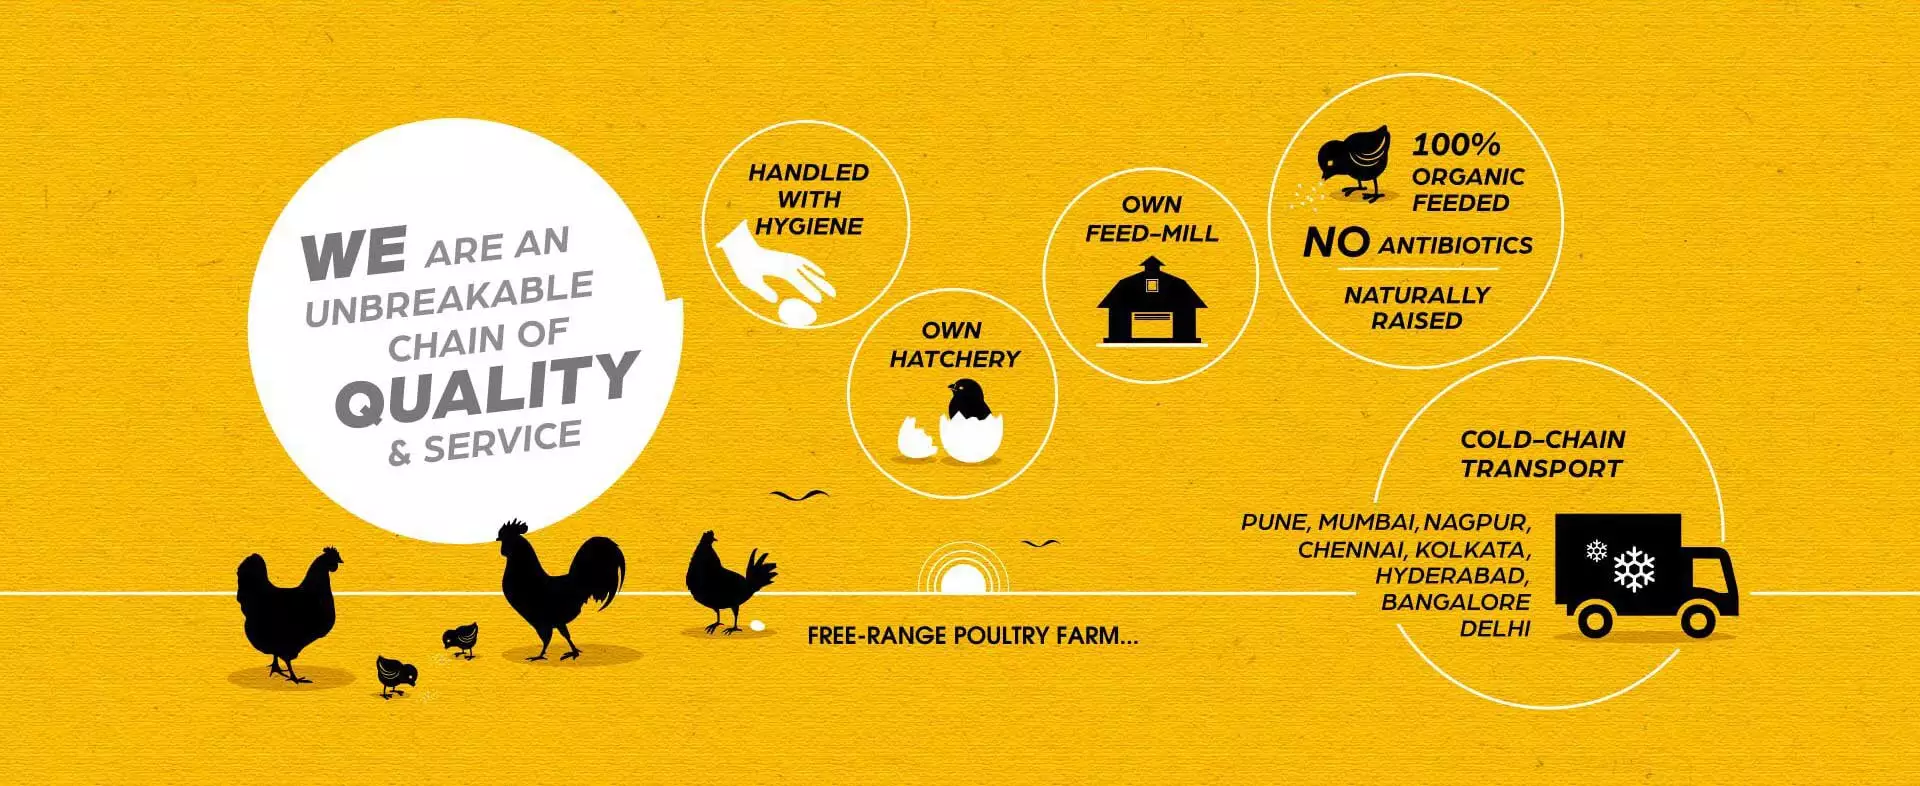 WE ARE AN
UNBREAKABLE
CHAIN OF
QUALITY
& SERVICE
HANDLED
WITH
HYGIENE
OWN
HATCHERY
OWN
FEED-MILL
100%
ORGANIC
FEEDED
NO ANTIBIOTICS
NATURALLY
RAISED
COLD-CHAIN
TRANSPORT
PUNE, MUMBAI, NAGPUR,
CHENNAI, KOLKATA,
HYDERABAD,
BANGALORE
DELHI
FREE-RANGE POULTRY FARM...